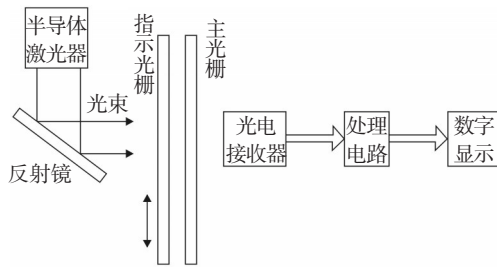 半导体
激光器
指示光栅
主光栅
光束
反射镜
光电
接收器
处理
电路
数字
显示